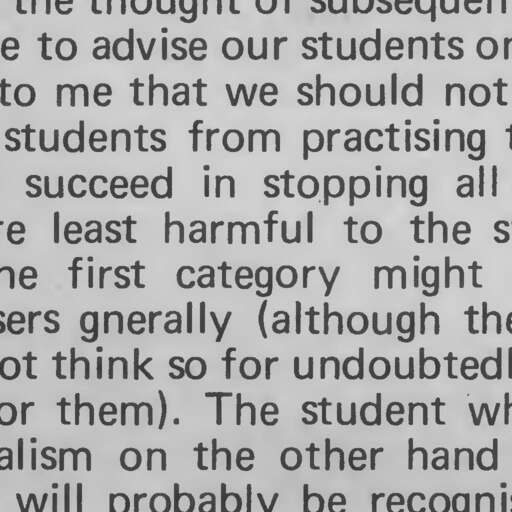 the thought of subsequen
e to advise our students on
to me that we should not
students from practising t
succeed in stopping all
re least harmful to the s
he first category might
sers gnerally (although the
ot think so for undoubtedl
or them). The student wh
alism on the other hand
will probably be recognis